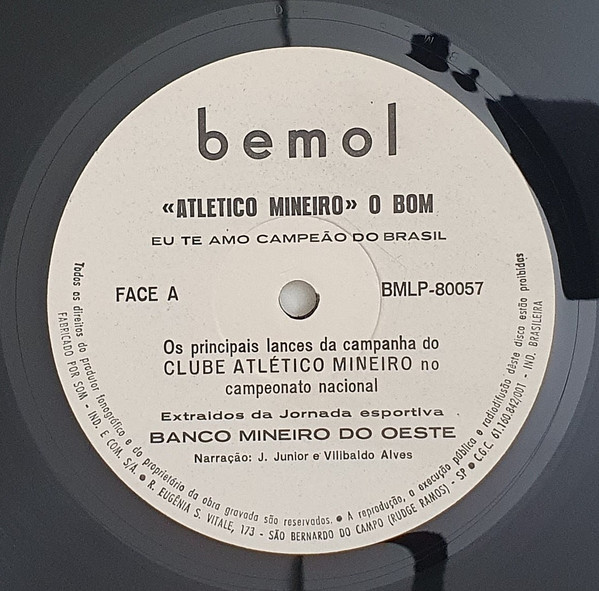 bemol
«ATLETICO MINEIRO» O BOM
EU TE AMO CAMPEÃO DO BRASIL
FACE A
BMLP-80057
Os principais lances da campanha do
CLUBE ATLÉTICO MINEIRO no
campeonato nacional
Extraidos da Jornada esportiva
BANCO MINEIRO DO OESTE
Narração: J. Junior e Vilibaldo Alves
Todos os direitos do produtor fonográfico e do proprietário da obra gravada são reservados. ● A reprodução, a execução pública e radiodifusão dêste disco estão proibidas
FABRICADO POR SOM - IND. E COM. S/A. ● R. EUGÊNIA S. VITALE, 173 - SÃO BERNARDO DO CAMPO (RUDGE RAMOS) - SP ● C.G.C. 61.160.842/001 - IND. BRASILEIRA